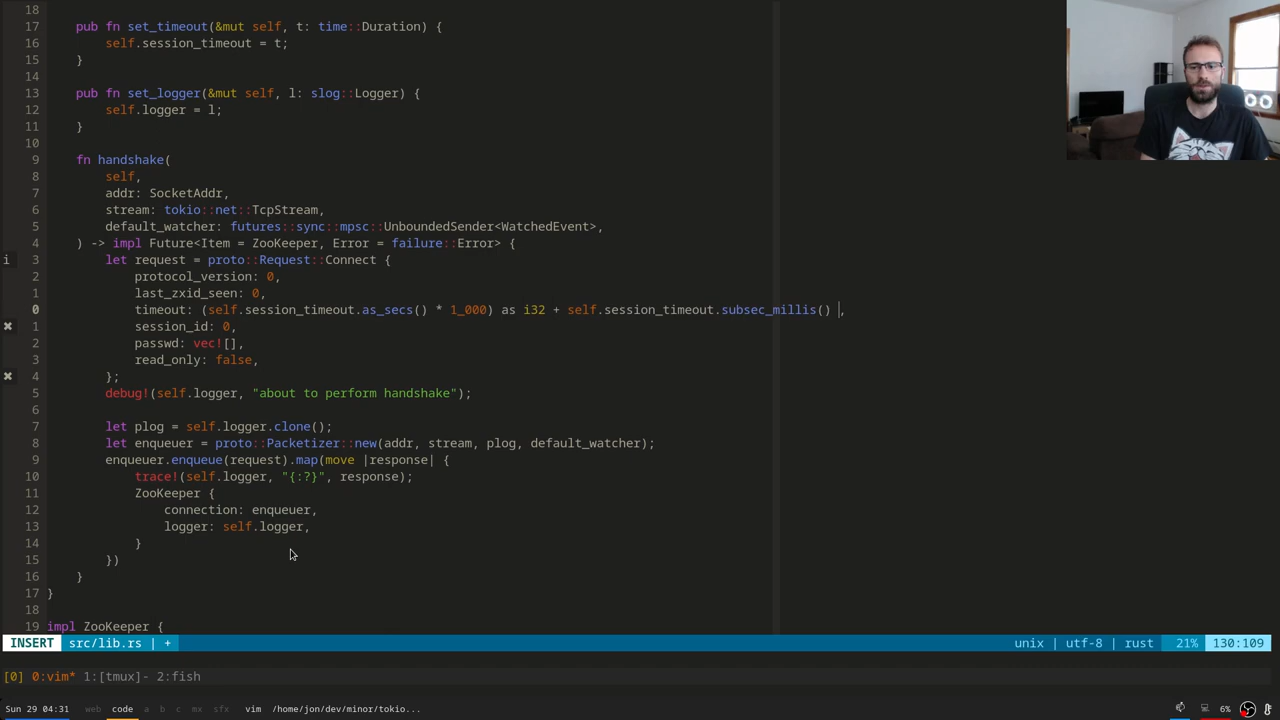 18
17     pub fn set_timeout(&mut self, t: time::Duration) {
16         self.session_timeout = t;
15     }
14
13     pub fn set_logger(&mut self, l: slog::Logger) {
12         self.logger = l;
11     }
10
9     fn handshake(
8         self,
7         addr: SocketAddr,
6         stream: tokio::net::TcpStream,
5         default_watcher: futures::sync::mpsc::UnboundedSender<WatchedEvent>,
4     ) -> impl Future<Item = ZooKeeper, Error = failure::Error> {
i 3         let request = proto::Request::Connect {
2             protocol_version: 0,
1             last_zxid_seen: 0,
0             timeout: (self.session_timeout.as_secs() * 1_000) as i32 + self.session_timeout.subsec_millis() ,
✖ 1             session_id: 0,
2             passwd: vec![],
3             read_only: false,
✖ 4         };
5         debug!(self.logger, "about to perform handshake");
6
7         let plog = self.logger.clone();
8         let enqueuer = proto::Packetizer::new(addr, stream, plog, default_watcher);
9         enqueuer.enqueue(request).map(move |response| {
10             trace!(self.logger, "{:?}", response);
11             ZooKeeper {
12                 connection: enqueuer,
13                 logger: self.logger,
14             }
15         })
16     }
17 }
18
19 impl ZooKeeper {
INSERT src/lib.rs | + unix | utf-8 | rust 21% 130:109
[0] 0:vim* 1:[tmux]- 2:fish
Sun 29 04:31 web code a b c mx sfx vim /home/jon/dev/minor/tokio... 6%